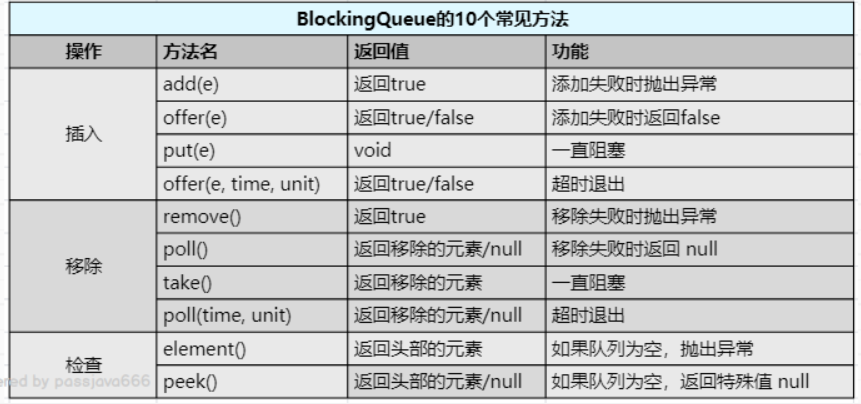 BlockingQueue的10个常见方法
操作 方法名 返回值 功能
插入 add(e) 返回true 添加失败时抛出异常
offer(e) 返回true/false 添加失败时返回false
put(e) void 一直阻塞
offer(e, time, unit) 返回true/false 超时退出
移除 remove() 返回true 移除失败时抛出异常
poll() 返回移除的元素/null 移除失败时返回 null
take() 返回移除的元素 一直阻塞
poll(time, unit) 返回移除的元素/null 超时退出
检查 element() 返回头部的元素 如果队列为空，抛出异常
peek() 返回头部的元素/null 如果队列为空，返回特殊值 null
by passjava666